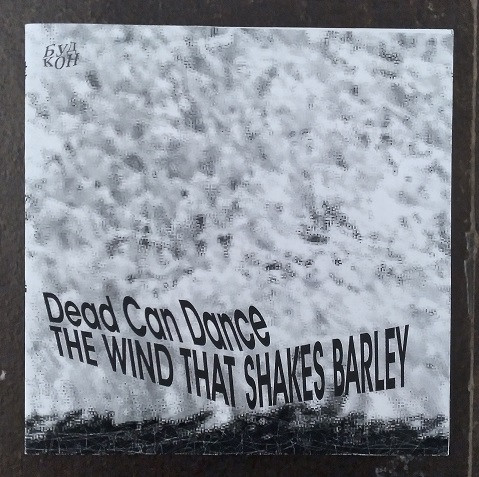 БУД
КОН
Dead Can Dance
THE WIND THAT SHAKES BARLEY